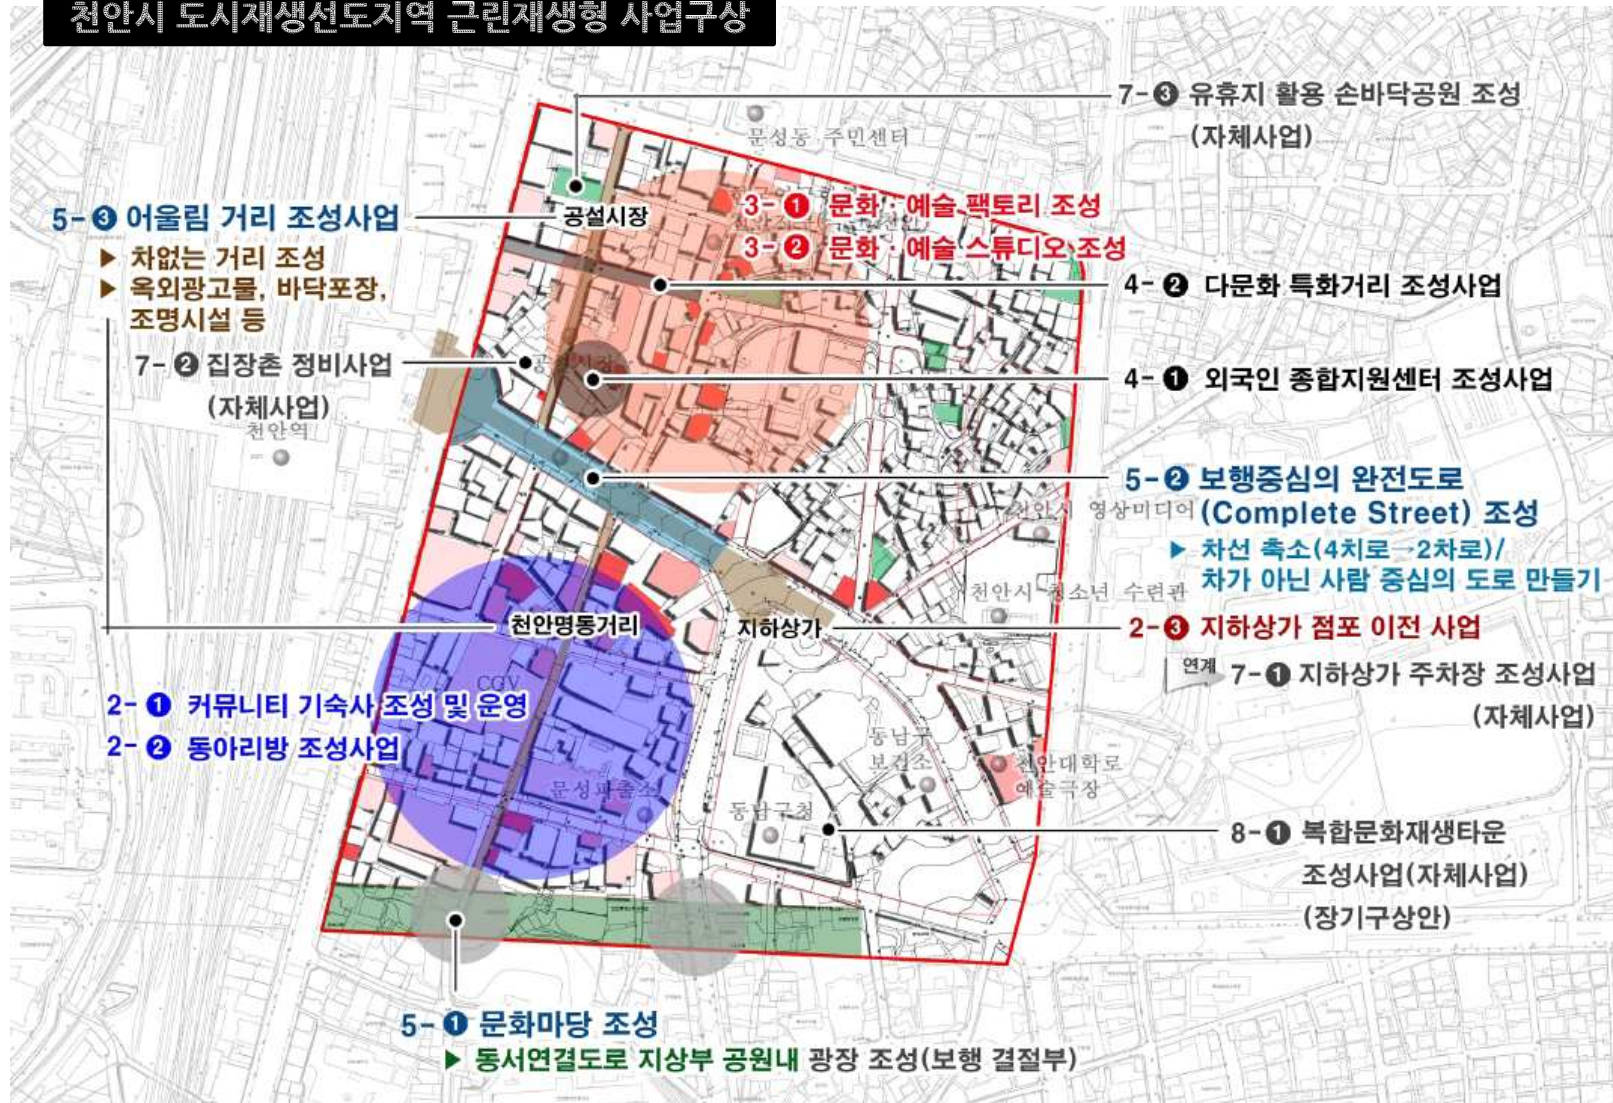 천안시 도시재생선도지역 근린재생형 사업구상
7-❸ 유휴지 활용 손바닥공원 조성
(자체사업)
문성동 주민센터
5-❸ 어울림 거리 조성사업
▶ 차없는 거리 조성
▶ 옥외광고물, 바닥포장,
조명시설 등
공설시장
3-❶ 문화·예술 팩토리 조성
3-❷ 문화·예술 스튜디오 조성
4-❷ 다문화 특화거리 조성사업
7-❷ 집장촌 정비사업
(자체사업)
천안역
4-❶ 외국인 종합지원센터 조성사업
5-❷ 보행중심의 완전도로
(Complete Street) 조성
천안시 영상미디어
▶ 차선 축소(4치로→2차로)/
차가 아닌 사람 중심의 도로 만들기
천안시 청소년 수련관
천안명동거리
지하상가
2-❸ 지하상가 점포 이전 사업
연계
7-❶ 지하상가 주차장 조성사업
(자체사업)
CGV
2-❶ 커뮤니티 기숙사 조성 및 운영
2-❷ 동아리방 조성사업
동남구
보건소
천안대학로
예술극장
문성파출소
동남구청
8-❶ 복합문화재생타운
조성사업(자체사업)
(장기구상안)
5-❶ 문화마당 조성
▶ 동서연결도로 지상부 공원내 광장 조성(보행 결절부)